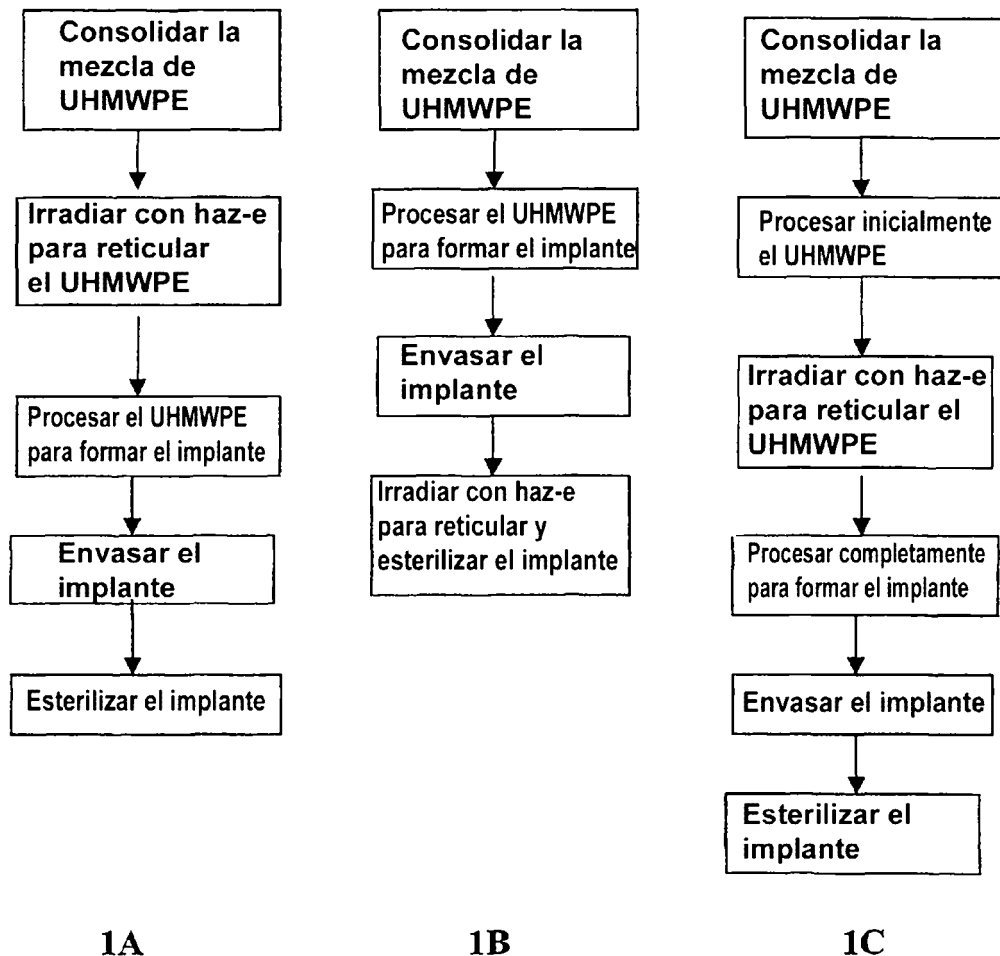 Consolidar la
mezcla de
UHMWPE
Irradiar con haz-e
para reticular
el UHMWPE
Procesar el UHMWPE
para formar el implante
Envasar el
implante
Esterilizar el implante
1A
Consolidar la
mezcla de
UHMWPE
Procesar el UHMWPE
para formar el implante
Envasar el
implante
Irradiar con haz-e
para reticular y
esterilizar el implante
1B
Consolidar la
mezcla de
UHMWPE
Procesar inicialmente
el UHMWPE
Irradiar con haz-e
para reticular el
UHMWPE
Procesar completamente
para formar el implante
Envasar el implante
Esterilizar el
implante
1C